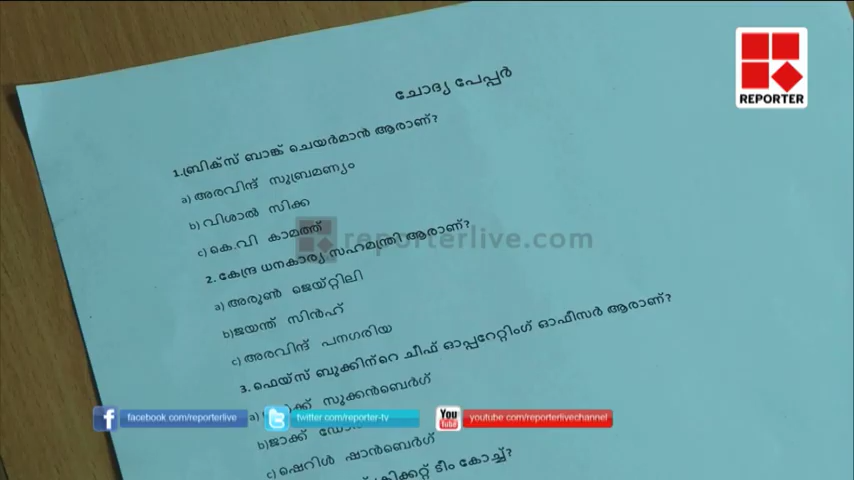 REPORTER
ചോദ്യ പേപ്പർ
1.ബ്രിക്സ് ബാങ്ക് ചെയർമാൻ ആരാണ്?
a) അരവിന്ദ് സുബ്രമണ്യം
b) വിശാൽ സിക്ക
c) കെ.വി കാമത്ത്
reporterlive.com
2. കേന്ദ്ര ധനകാര്യ സഹമന്ത്രി ആരാണ്?
a) അരുൺ ജെയ്റ്റിലി
b)ജയന്ത് സിൻഹ്
c) അരവിന്ദ് പനഗരിയ
3. ഫെയ്സ് ബുക്കിന്റെ ചീഫ് ഓപ്പറേറ്റിംഗ് ഓഫീസർ ആരാണ്?
a) സുക്കൻബെർഗ്
facebook.com/reporterlive
twitter.com/reporter-tv
You Tube
youtube.com/reporterlivechannel
b)ജാക്ക്
c) ഷെറിൾ ഷാൻബെർഗ്
ടീം കോച്ച്?